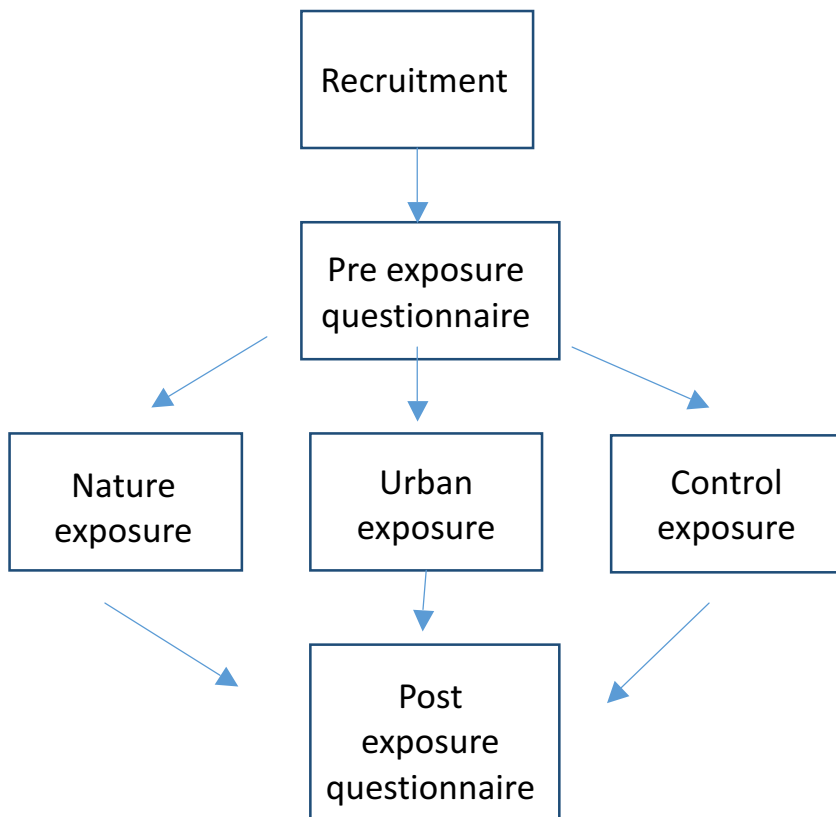 Recruitment
Pre exposure
questionnaire
Nature
exposure
Urban
exposure
Control
exposure
Post
exposure
questionnaire